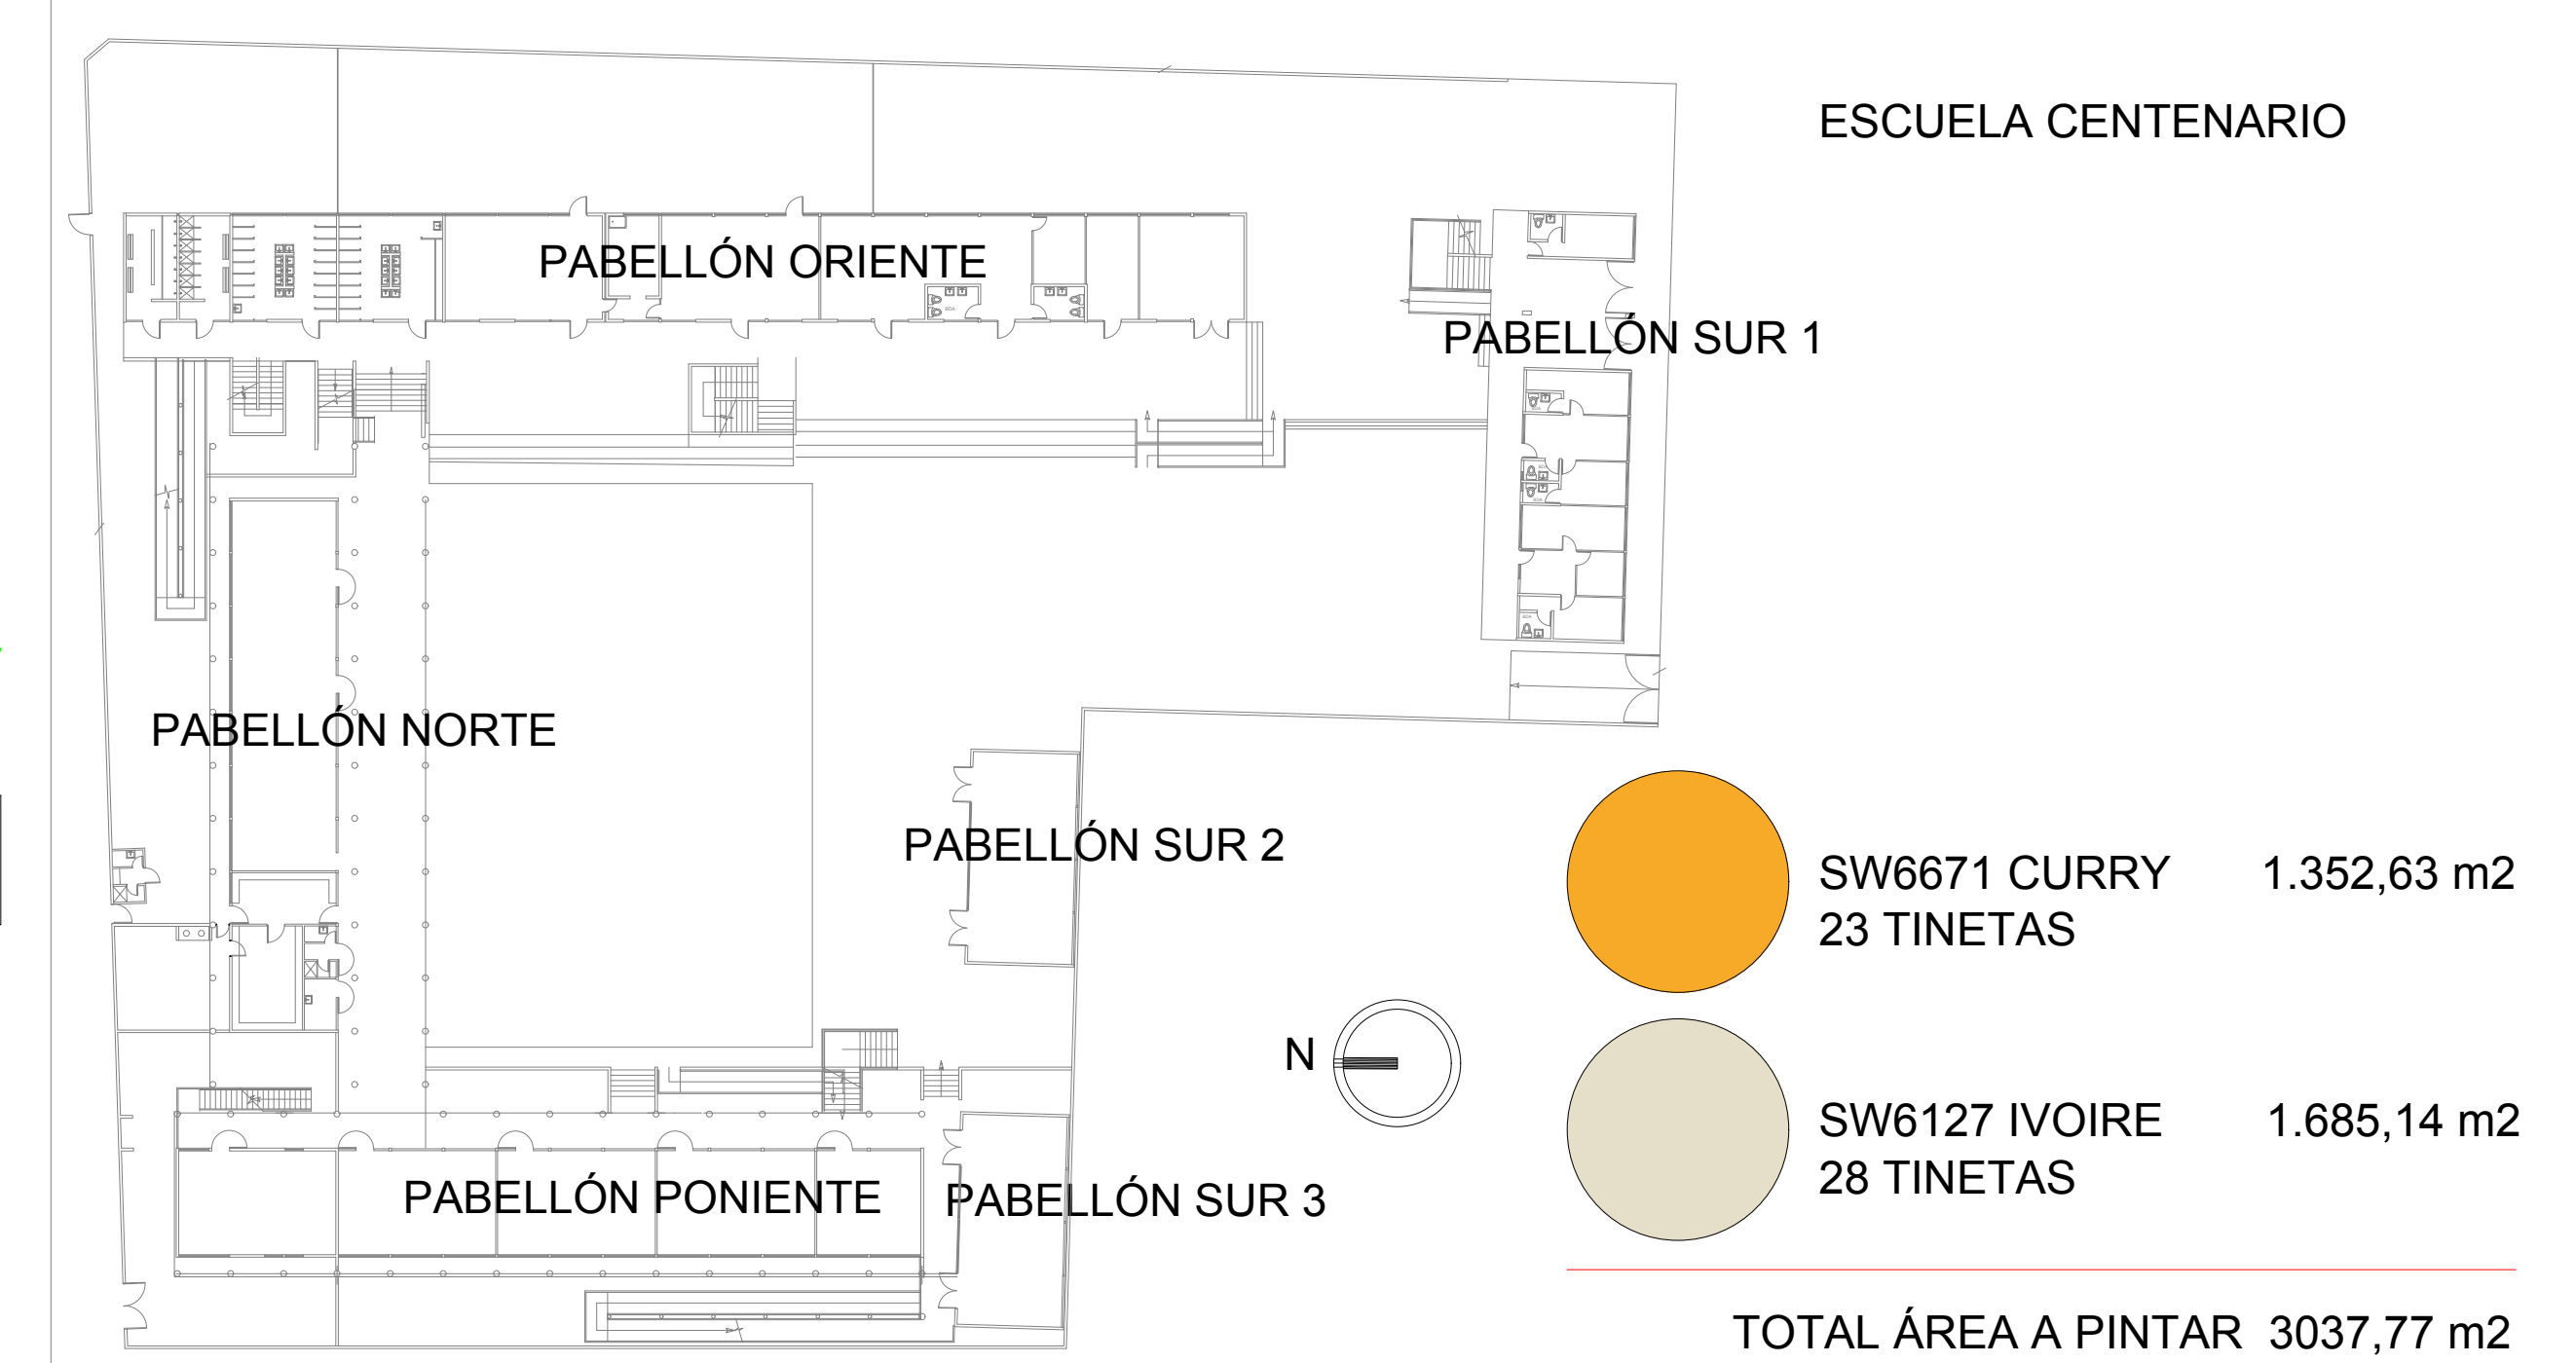 ESCUELA CENTENARIO
PABELLÓN ORIENTE
PABELLÓN SUR 1
PABELLÓN NORTE
PABELLÓN SUR 2
SW6671 CURRY 1.352,63 m2
23 TINETAS
N
SW6127 IVOIRE 1.685,14 m2
28 TINETAS
PABELLÓN PONIENTE
PABELLÓN SUR 3
TOTAL ÁREA A PINTAR 3037,77 m2